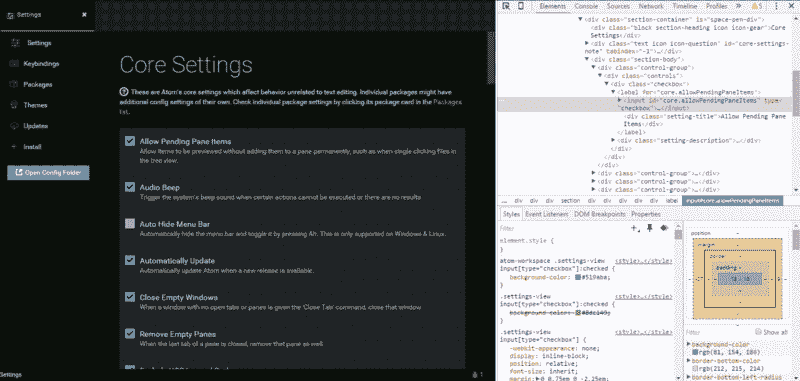 Settings
Settings
Keybindings
Packages
Themes
Updates
Install
Open Config Folder
Core Settings
These are Atom's core settings which affect behavior unrelated to text editing. Individual packages might have
additional config settings of their own. Check individual package settings by clicking its package card in the Packages
list.
Allow Pending Pane Items
Allow items to be previewed without adding them to a pane permanently, such as when single clicking files in
the tree view.
Audio Beep
Trigger the system's beep sound when certain actions cannot be executed or there are no results
Auto Hide Menu Bar
Automatically hide the menu bar and toggle it by pressing Alt. This is only supported on Windows & Linux.
Automatically Update
Automatically update Atom when a new release is available.
Close Empty Windows
When a window with no open tabs or panes is given the 'Close Tab' command, close that window.
Remove Empty Panes
When the last tab of a pane is closed, remove that pane as well.
Settings
1
Elements Console Sources Network Timeline Profiles » 5
▼<div class="section-container" is="space-pen-div">
<div class="block section-heading icon icon-gear">Core
Settings</div>
▶<div class="text icon icon-question" is="core-settings-
note" tabindex="-1">…</div>
▼<div class="section-body">
▼<div class="control-group">
▼<div class="controls">
▼<div class="checkbox">
▼<label for="core.allowPendingPaneItems">
▶<input id="core.allowPendingPaneItems" type=
"checkbox">…</input>
<div class="setting-title">Allow Pending Pane
Items</div>
</label>
▶<div class="setting-description">…</div>
</div>
</div>
</div>
▶<div class="control-group">…</div>
▶<div class="control-group">…</div>
▶<div class="control-group">…</div>
... div div div section div div div div label input#core.allowPendingPaneItems
Styles Event Listeners DOM Breakpoints Properties
Filter
element.style {
}
atom-workspace .settings-view <style>…</style>
input[type="checkbox"]:checked {
background-color: #519aba;
}
.settings-view <style>…</style>
input[type="checkbox"]:checked {
}
.settings-view <style>…</style>
input[type="checkbox"] {
-webkit-appearance: none;
display: inline-block;
position: relative;
font-size: inherit;
margin: 0 0.75em 0 -2.25em;
position
margin
border
padding
Filter Show all
background-color
rgb(81, 154, 186)
border-bottom-color
rgb(212, 215, 214)
border-bottom-left-radius